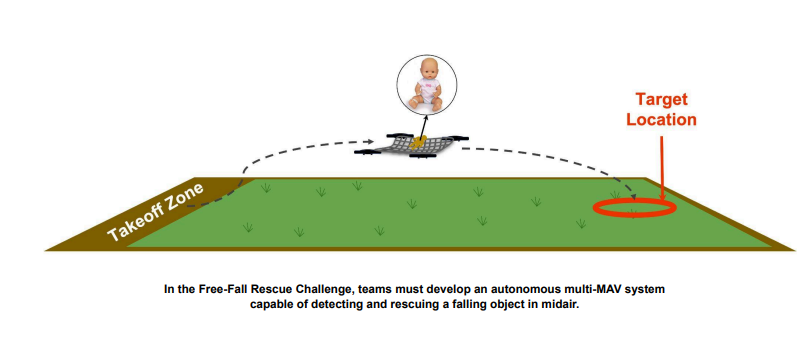 Target
Location
Takeoff Zone
In the Free-Fall Rescue Challenge, teams must develop an autonomous multi-MAV system
capable of detecting and rescuing a falling object in midair.